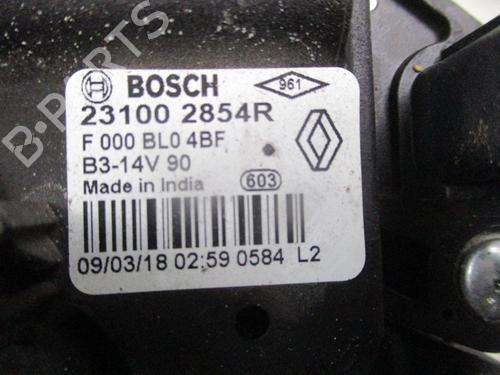 BOSCH 961
23100 2854R
F 000 BL0 4BF
B3-14V 90
Made in India 603
09/03/18 02:59 0584 L2
B-PARTS